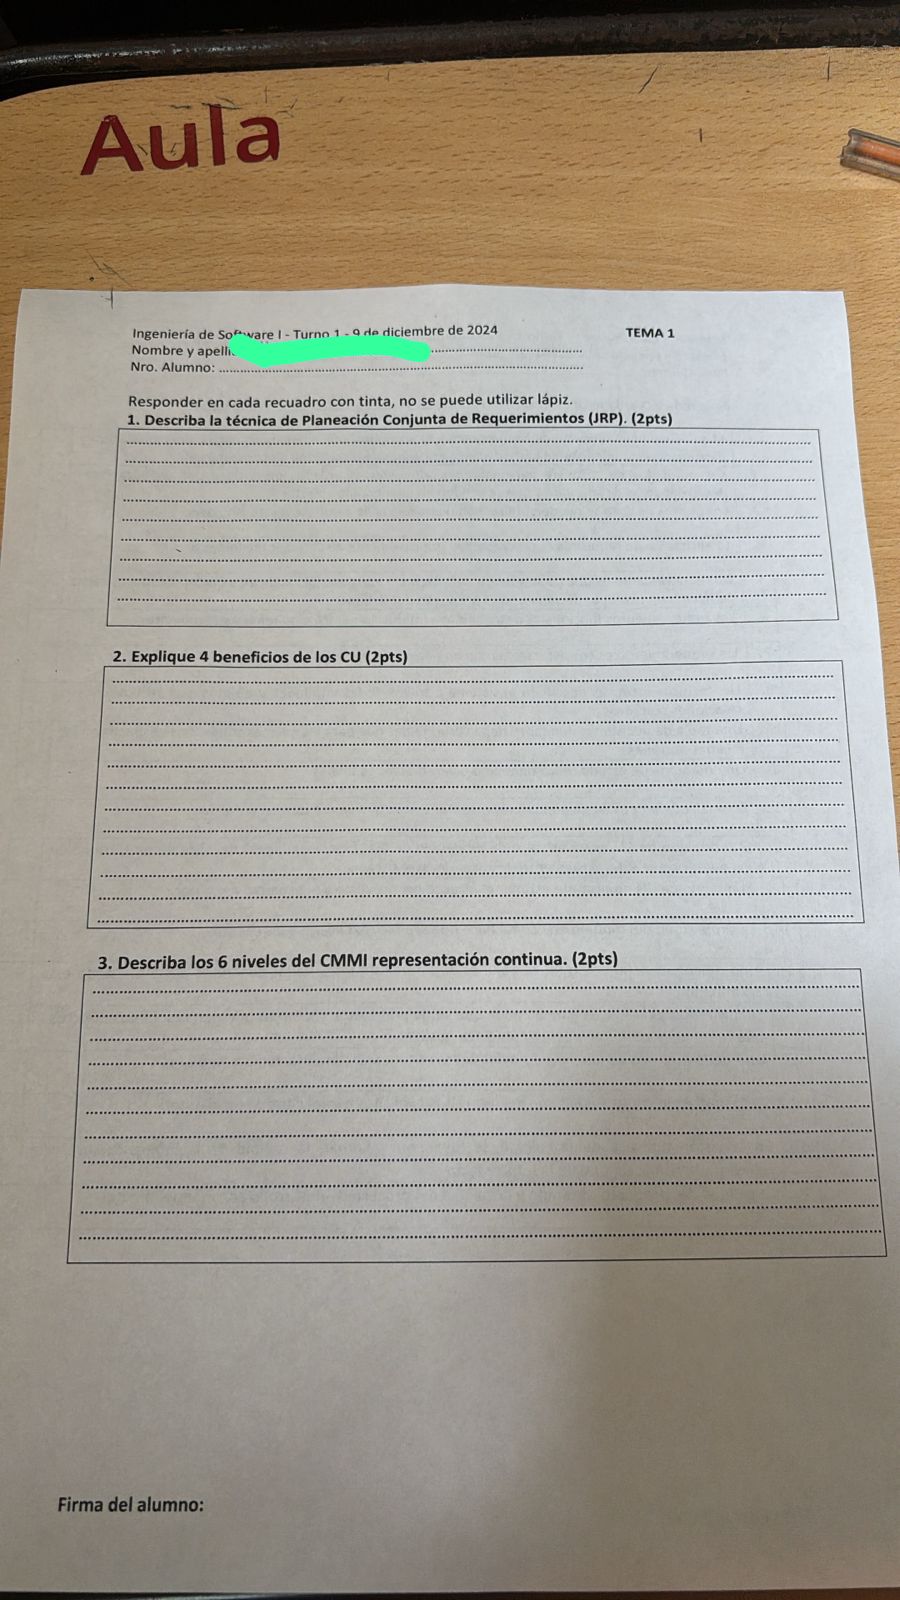 Aula
Ingeniería de Software I - Turno 1 - 9 de diciembre de 2024 TEMA 1
Nombre y
Nro. Alumno:
Responder en cada recuadro con tinta, no se puede utilizar lápiz.
1. Describa la técnica de Planeación Conjunta de Requerimientos (JRP). (2pts)
2. Explique 4 beneficios de los CU (2pts)
3. Describa los 6 niveles del CMMI representación continua. (2pts)
Firma del alumno: